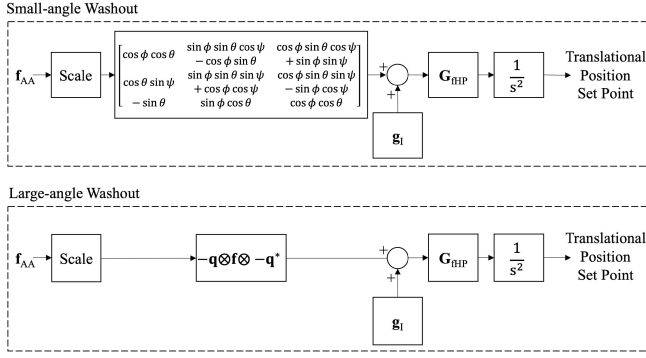 Small-angle Washout
f_AA
Scale
cos ϕ cos θ sin ϕ sin θ cos ψ cos ϕ sin θ cos ψ
− cos ϕ sin θ + sin ϕ sin ψ
cos θ sin ψ sin ϕ sin θ sin ψ cos ϕ sin θ sin ψ
+ cos ϕ cos ψ − sin ϕ cos ψ
− sin θ sin ϕ cos θ cos ϕ cos θ
+
+
g_I
G_fHP
1
s²
Translational
Position
Set Point
Large-angle Washout
f_AA
Scale
−q⊗f⊗ −q*
+
+
g_I
G_fHP
1
s²
Translational
Position
Set Point